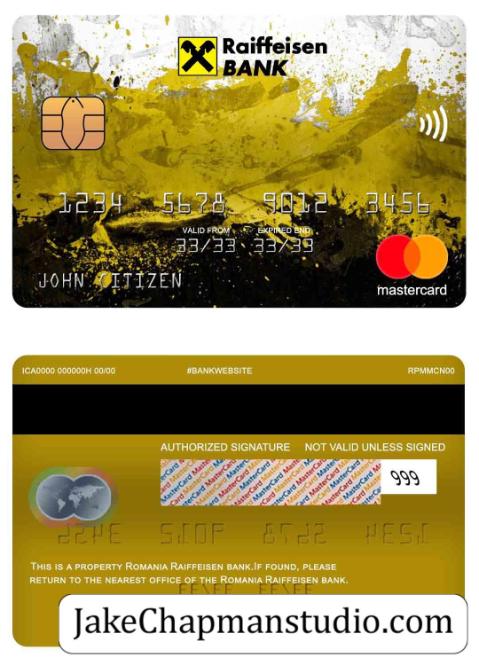 Raiffeisen
BANK
1234 5678 9012 3456
VALID FROM EXPIRED END
33/33 33/33
JOHN CITIZEN
mastercard
ICA0000 000000H 00/00 #BANKWEBSITE RPMMCN00
AUTHORIZED SIGNATURE NOT VALID UNLESS SIGNED
MasterCard MasterCard MasterCard
999
THIS IS A PROPERTY ROMANIA RAIFFEISEN BANK.IF FOUND, PLEASE
RETURN TO THE NEAREST OFFICE OF THE ROMANIA RAIFFEISEN BANK.
JakeChapmanstudio.com